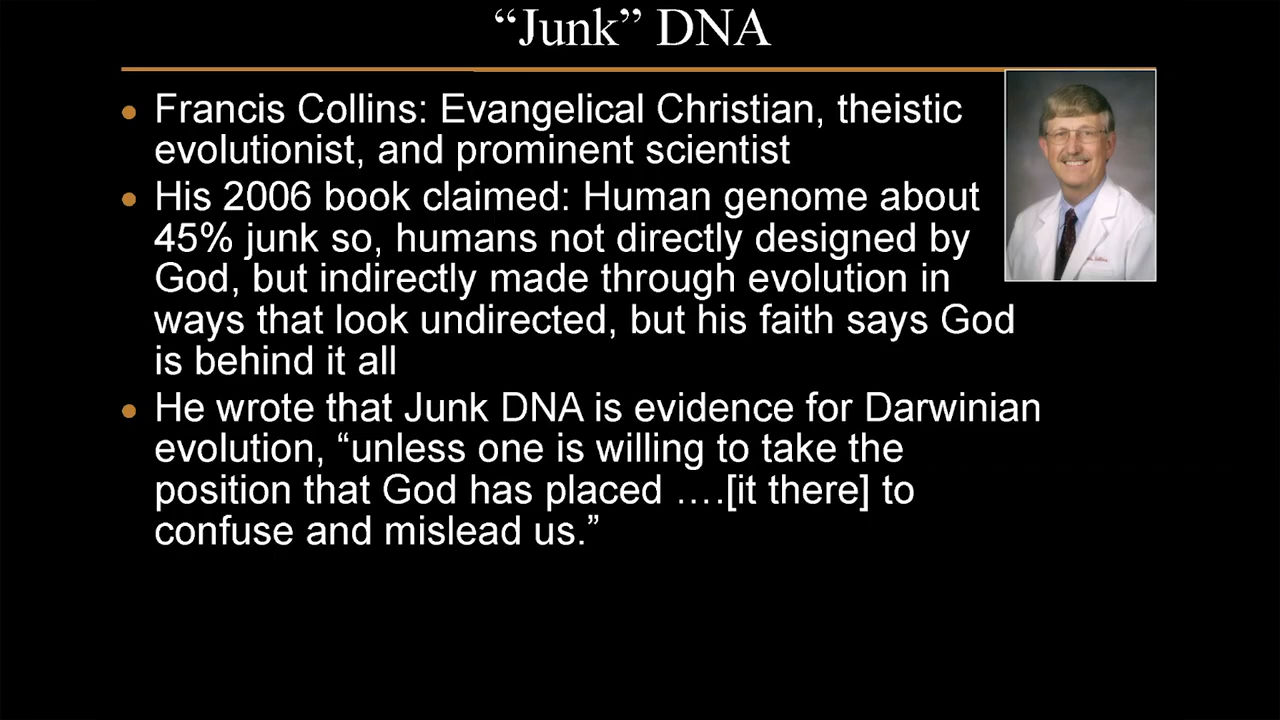 “Junk” DNA
Francis Collins: Evangelical Christian, theistic
evolutionist, and prominent scientist
His 2006 book claimed: Human genome about
45% junk so, humans not directly designed by
God, but indirectly made through evolution in
ways that look undirected, but his faith says God
is behind it all
He wrote that Junk DNA is evidence for Darwinian
evolution, “unless one is willing to take the
position that God has placed ….[it there] to
confuse and mislead us.”